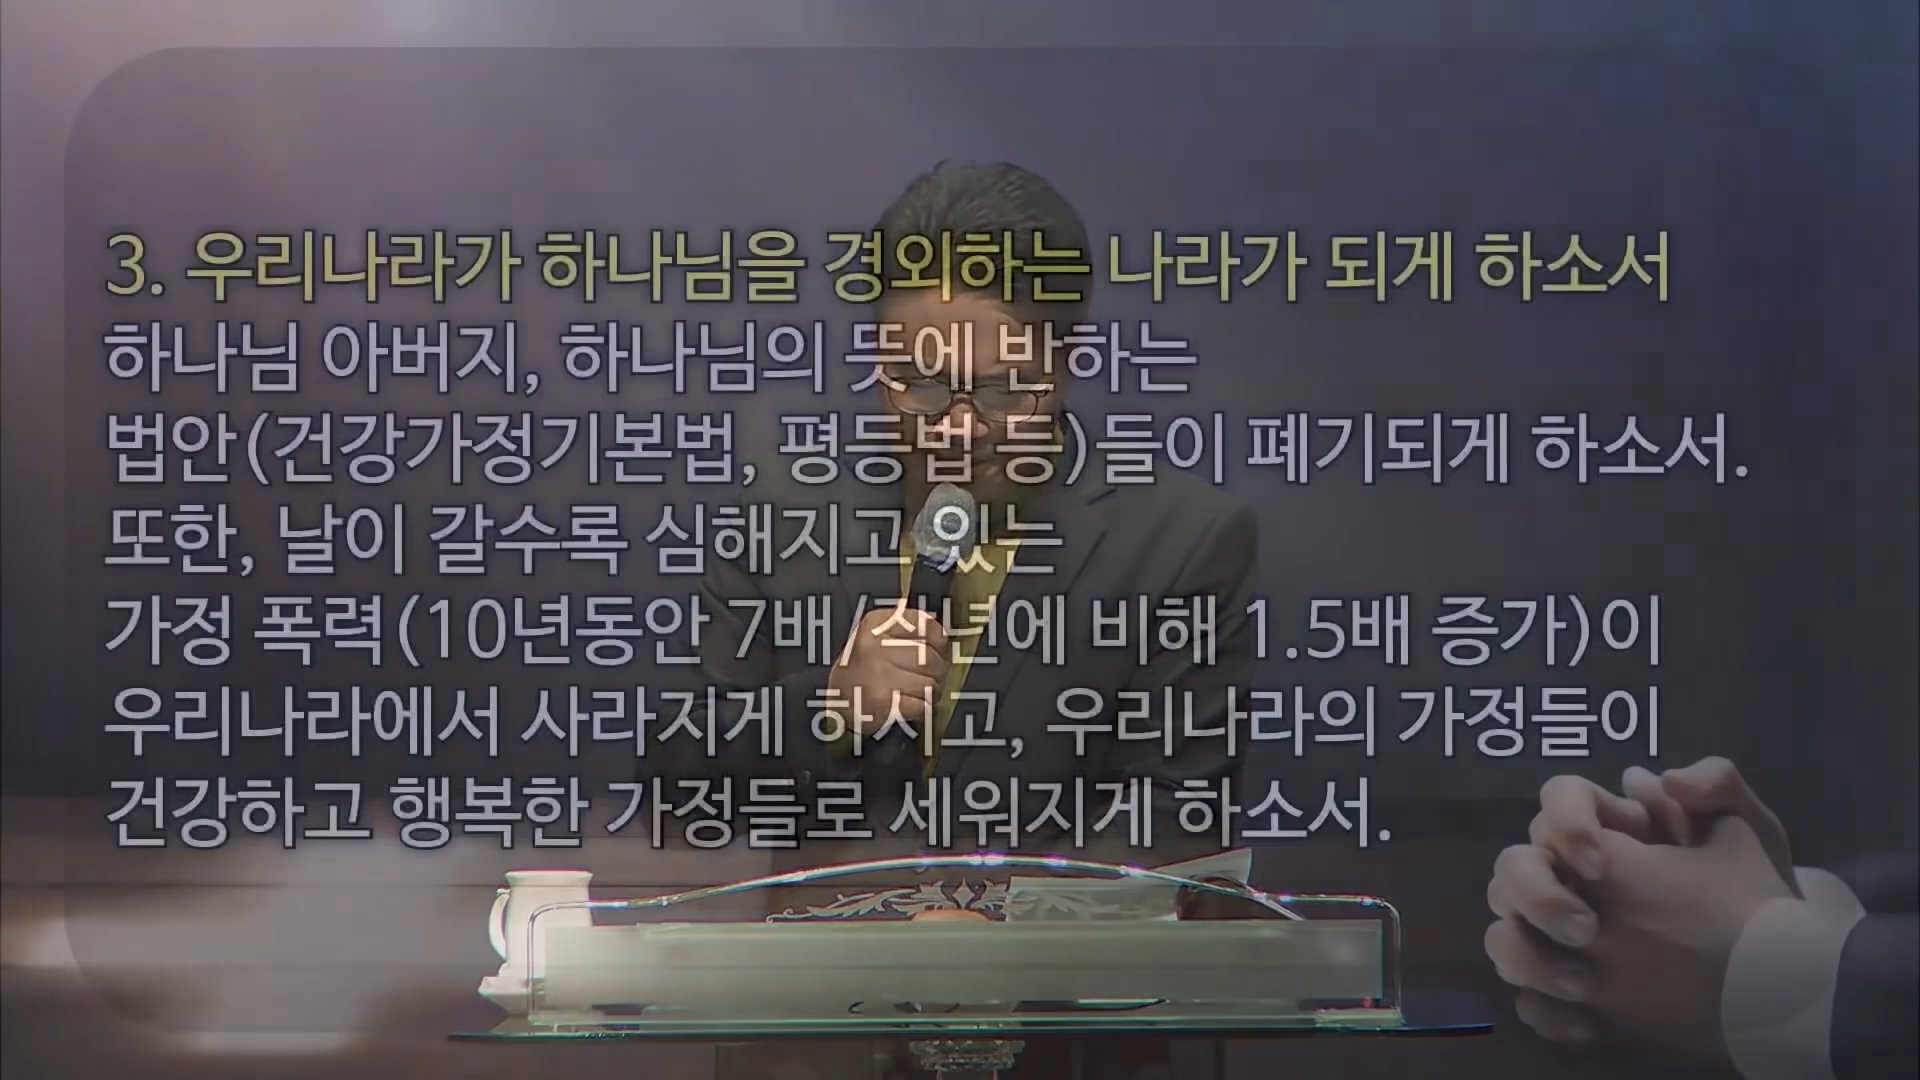 3. 우리나라가 하나님을 경외하는 나라가 되게 하소서
하나님 아버지, 하나님의 뜻에 반하는
법안(건강가정기본법, 평등법 등)들이 폐기되게 하소서.
또한, 날이 갈수록 심해지고 있는
가정 폭력(10년동안 7배/작년에 비해 1.5배 증가)이
우리나라에서 사라지게 하시고, 우리나라의 가정들이
건강하고 행복한 가정들로 세워지게 하소서.